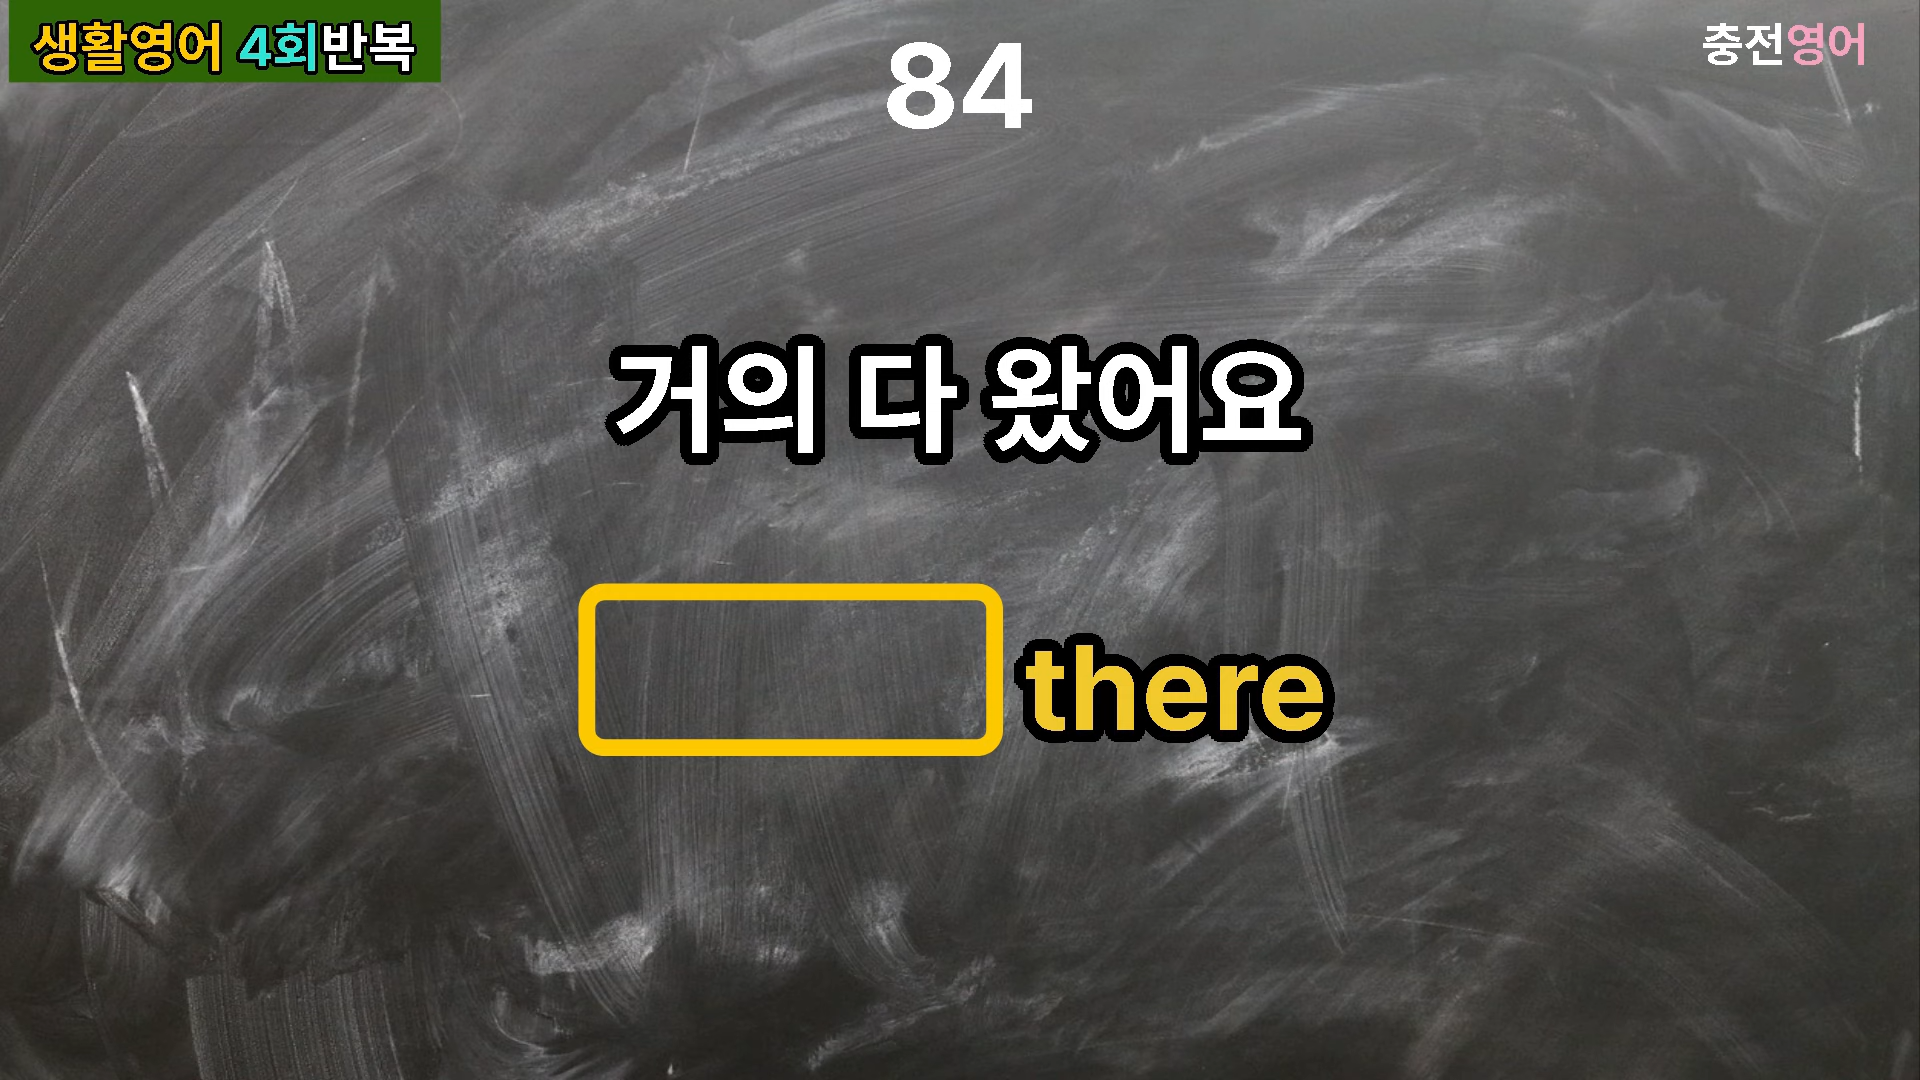 생활영어 4회반복
84
충전영어
거의 다 왔어요
there